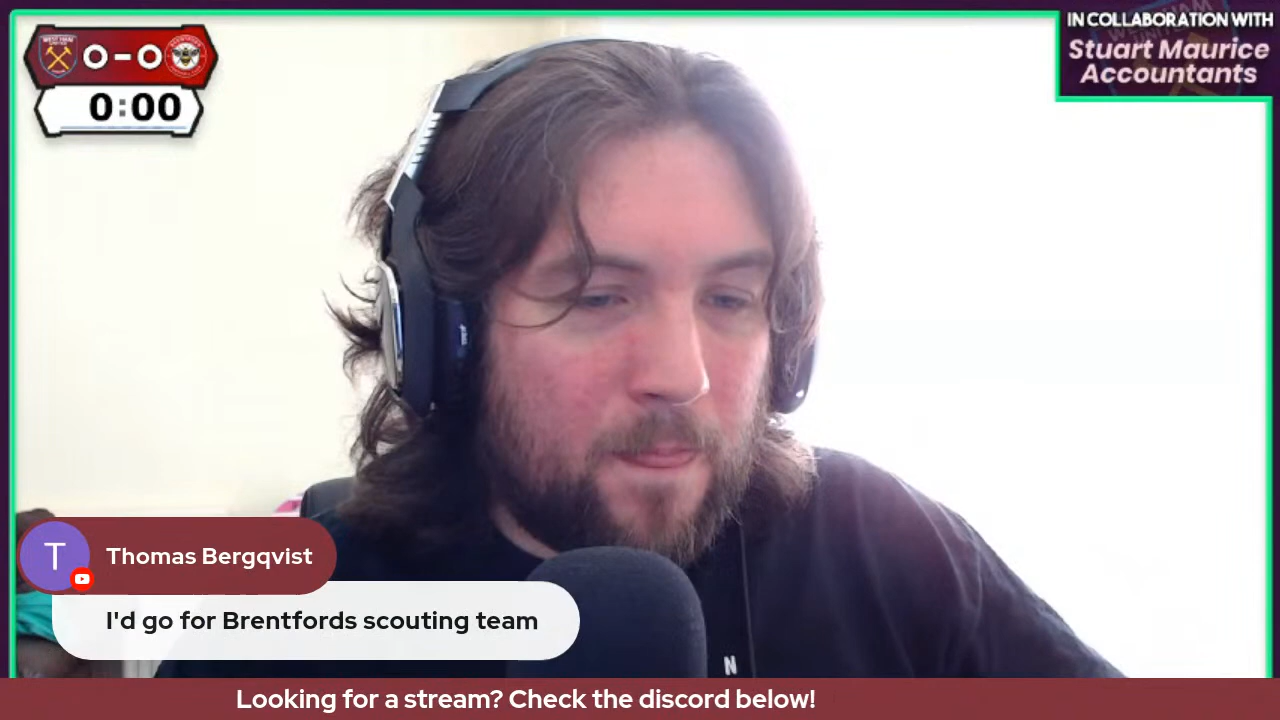 0 - 0
0:00
IN COLLABORATION WITH
Stuart Maurice
Accountants
T
Thomas Bergqvist
I'd go for Brentfords scouting team
N
Looking for a stream? Check the discord below!